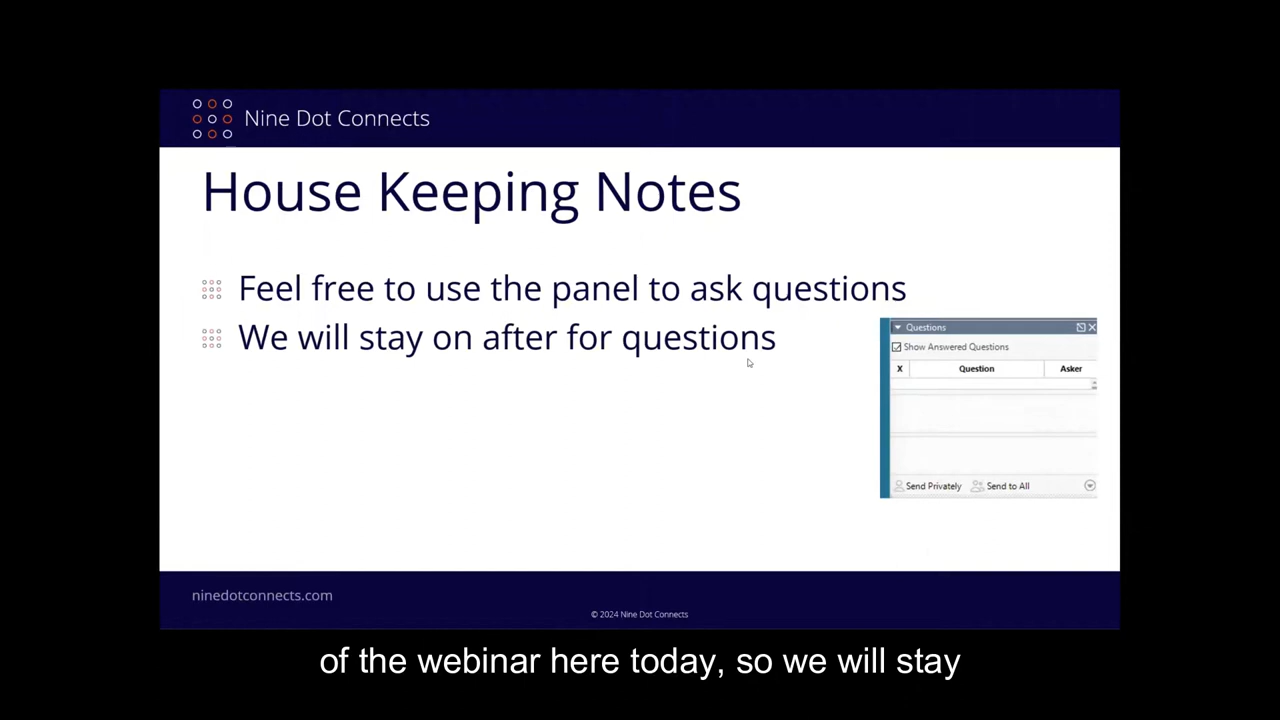 Nine Dot Connects
House Keeping Notes
Feel free to use the panel to ask questions
We will stay on after for questions
Questions
Show Answered Questions
X Question Asker
Send Privately Send to All
ninedotconnects.com
© 2024 Nine Dot Connects
of the webinar here today, so we will stay